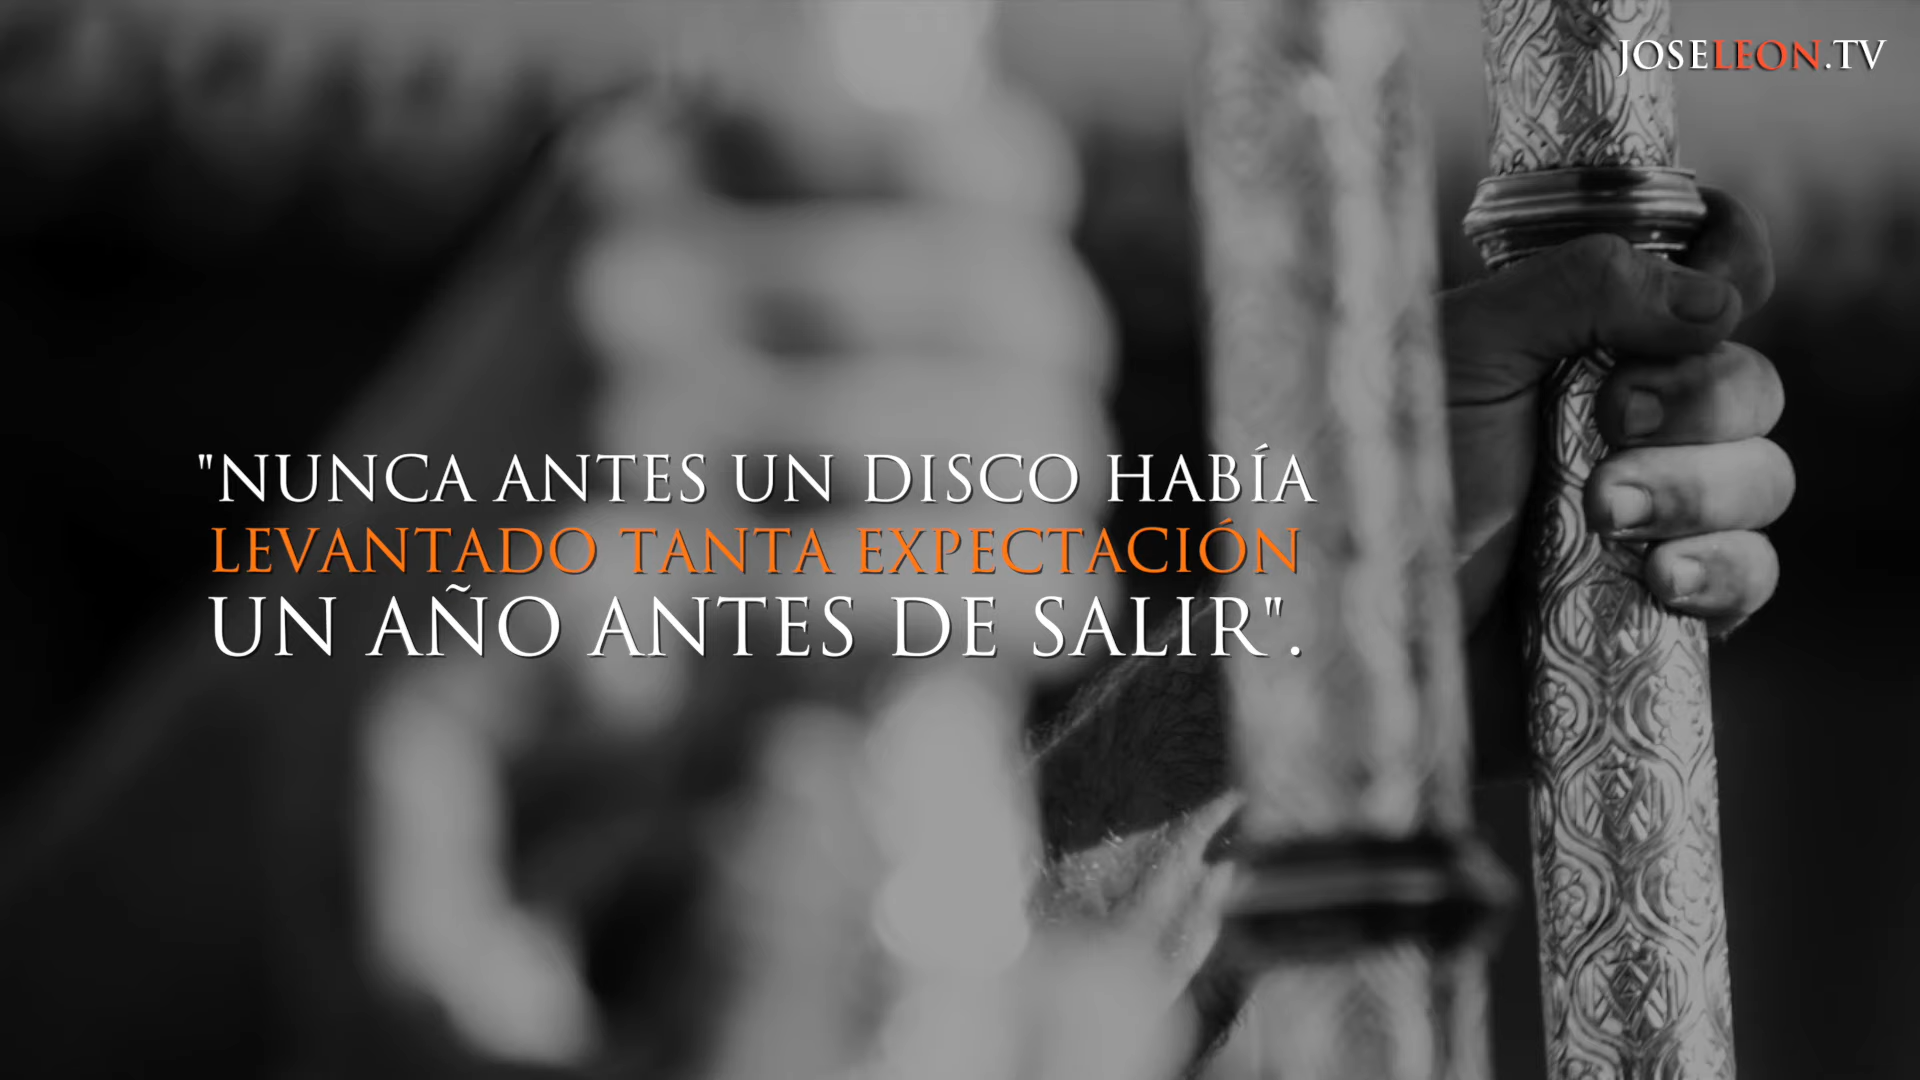 JOSELEON.TV
"NUNCA ANTES UN DISCO HABÍA
LEVANTADO TANTA EXPECTACIÓN
UN AÑO ANTES DE SALIR".